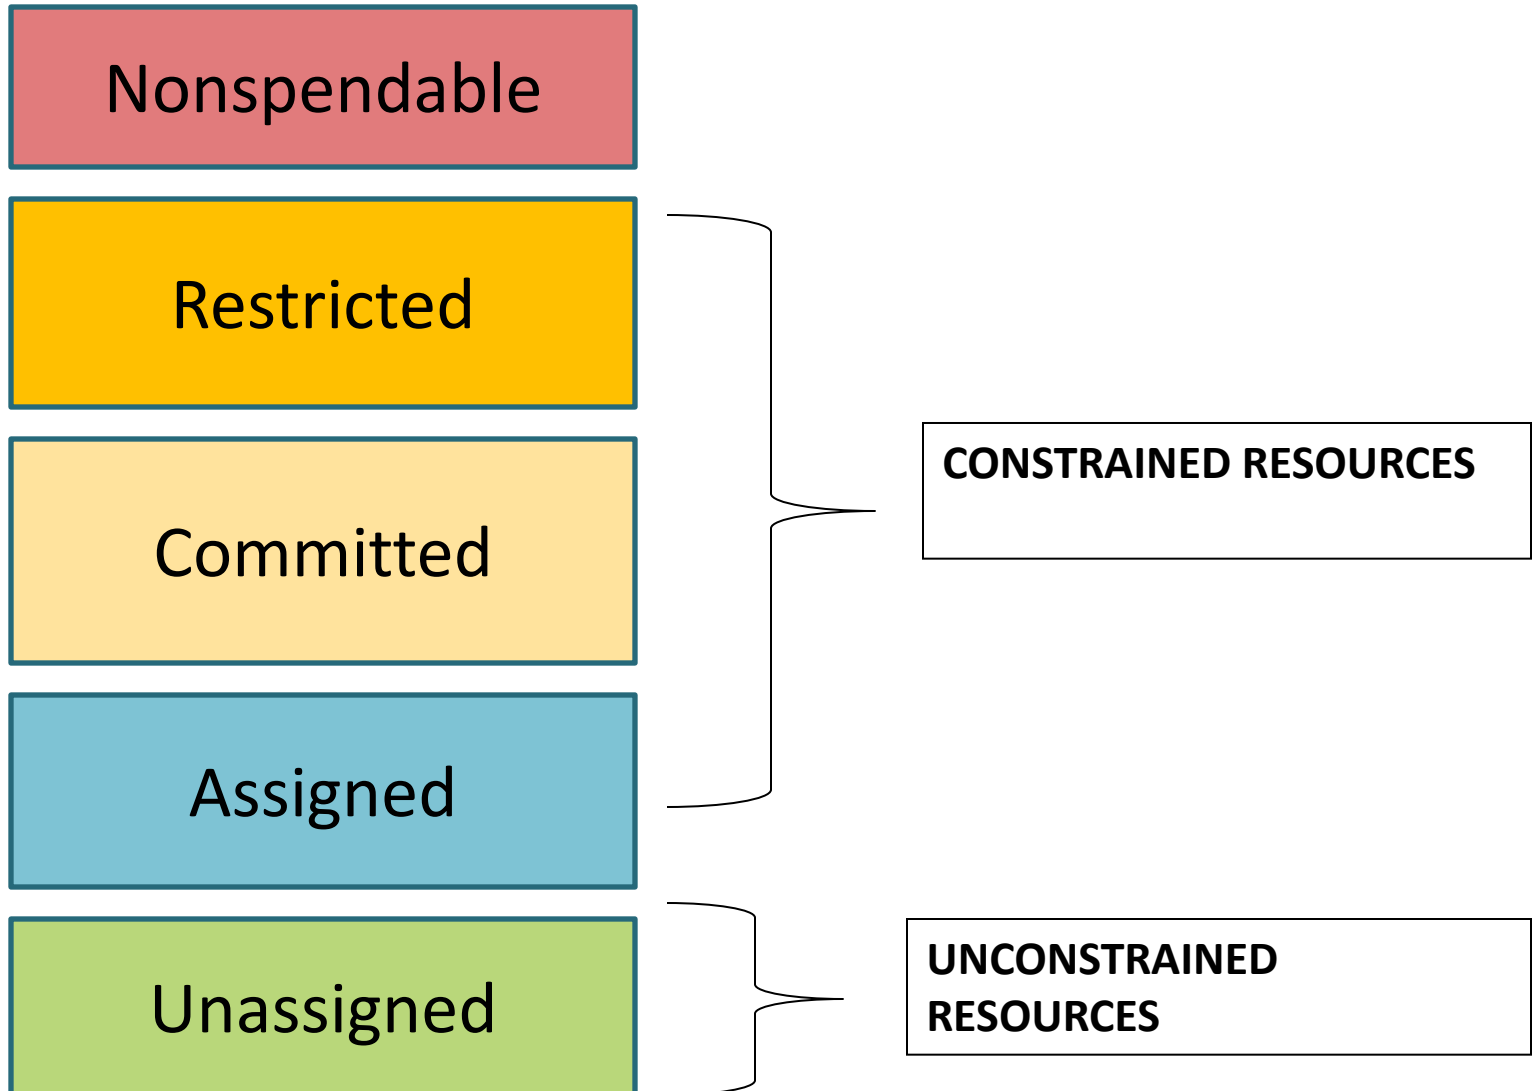 Nonspendable
Restricted
Committed
CONSTRAINED RESOURCES
Assigned
Unassigned
UNCONSTRAINED
RESOURCES